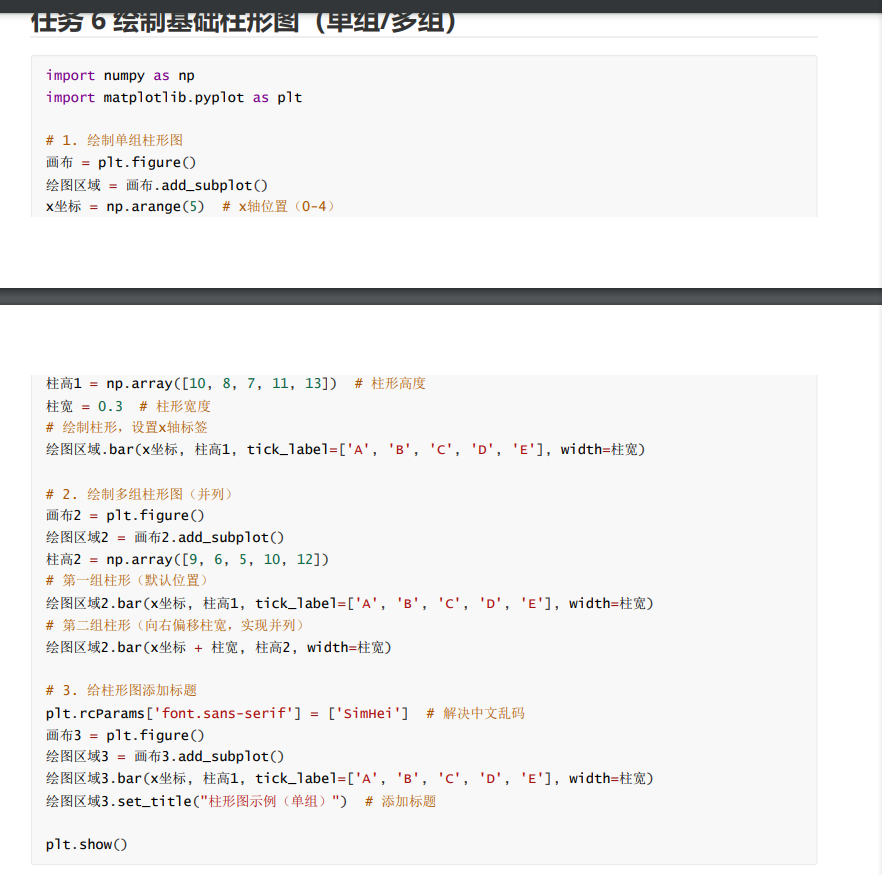 任务 6 绘制基础柱形图（单组/多组）
import numpy as np
import matplotlib.pyplot as plt
# 1. 绘制单组柱形图
画布 = plt.figure()
绘图区域 = 画布.add_subplot()
x坐标 = np.arange(5)  # x轴位置（0-4）
柱高1 = np.array([10, 8, 7, 11, 13])  # 柱形高度
柱宽 = 0.3  # 柱形宽度
# 绘制柱形，设置x轴标签
绘图区域.bar(x坐标, 柱高1, tick_label=['A', 'B', 'C', 'D', 'E'], width=柱宽)
# 2. 绘制多组柱形图（并列）
画布2 = plt.figure()
绘图区域2 = 画布2.add_subplot()
柱高2 = np.array([9, 6, 5, 10, 12])
# 第一组柱形（默认位置）
绘图区域2.bar(x坐标, 柱高1, tick_label=['A', 'B', 'C', 'D', 'E'], width=柱宽)
# 第二组柱形（向右偏移柱宽，实现并列）
绘图区域2.bar(x坐标 + 柱宽, 柱高2, width=柱宽)
# 3. 给柱形图添加标题
plt.rcParams['font.sans-serif'] = ['SimHei']  # 解决中文乱码
画布3 = plt.figure()
绘图区域3 = 画布3.add_subplot()
绘图区域3.bar(x坐标, 柱高1, tick_label=['A', 'B', 'C', 'D', 'E'], width=柱宽)
绘图区域3.set_title("柱形图示例（单组）")  # 添加标题
plt.show()